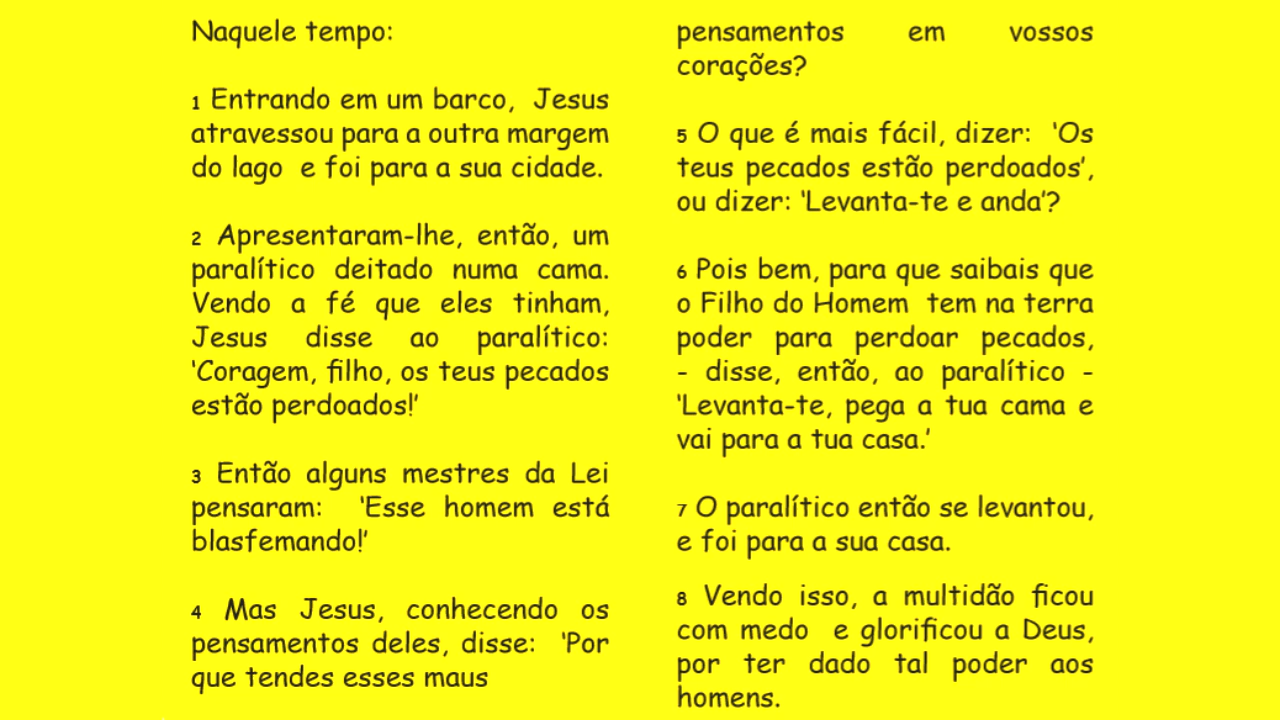 Naquele tempo:
1 Entrando em um barco, Jesus
atravessou para a outra margem
do lago e foi para a sua cidade.
2 Apresentaram-lhe, então, um
paralítico deitado numa cama.
Vendo a fé que eles tinham,
Jesus disse ao paralítico:
‘Coragem, filho, os teus pecados
estão perdoados!’
3 Então alguns mestres da Lei
pensaram: ‘Esse homem está
blasfemando!’
4 Mas Jesus, conhecendo os
pensamentos deles, disse: ‘Por
que tendes esses maus
pensamentos em vossos
corações?
5 O que é mais fácil, dizer: ‘Os
teus pecados estão perdoados’,
ou dizer: ‘Levanta-te e anda’?
6 Pois bem, para que saibais que
o Filho do Homem tem na terra
poder para perdoar pecados,
- disse, então, ao paralítico -
‘Levanta-te, pega a tua cama e
vai para a tua casa.’
7 O paralítico então se levantou,
e foi para a sua casa.
8 Vendo isso, a multidão ficou
com medo e glorificou a Deus,
por ter dado tal poder aos
homens.